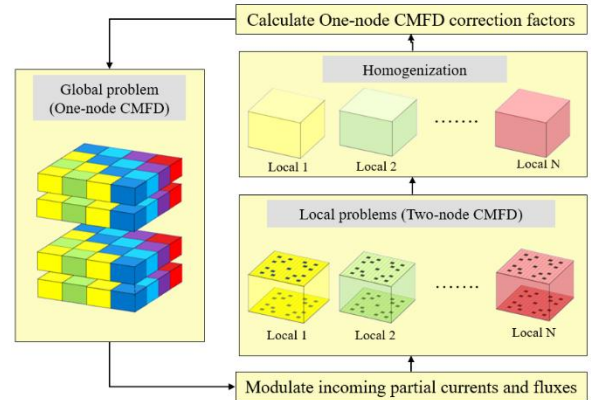 Calculate One-node CMFD correction factors
Global problem
(One-node CMFD)
Homogenization
........
Local 1
Local 2
Local N
Local problems (Two-node CMFD)
........
Local 1
Local 2
Local N
Modulate incoming partial currents and fluxes